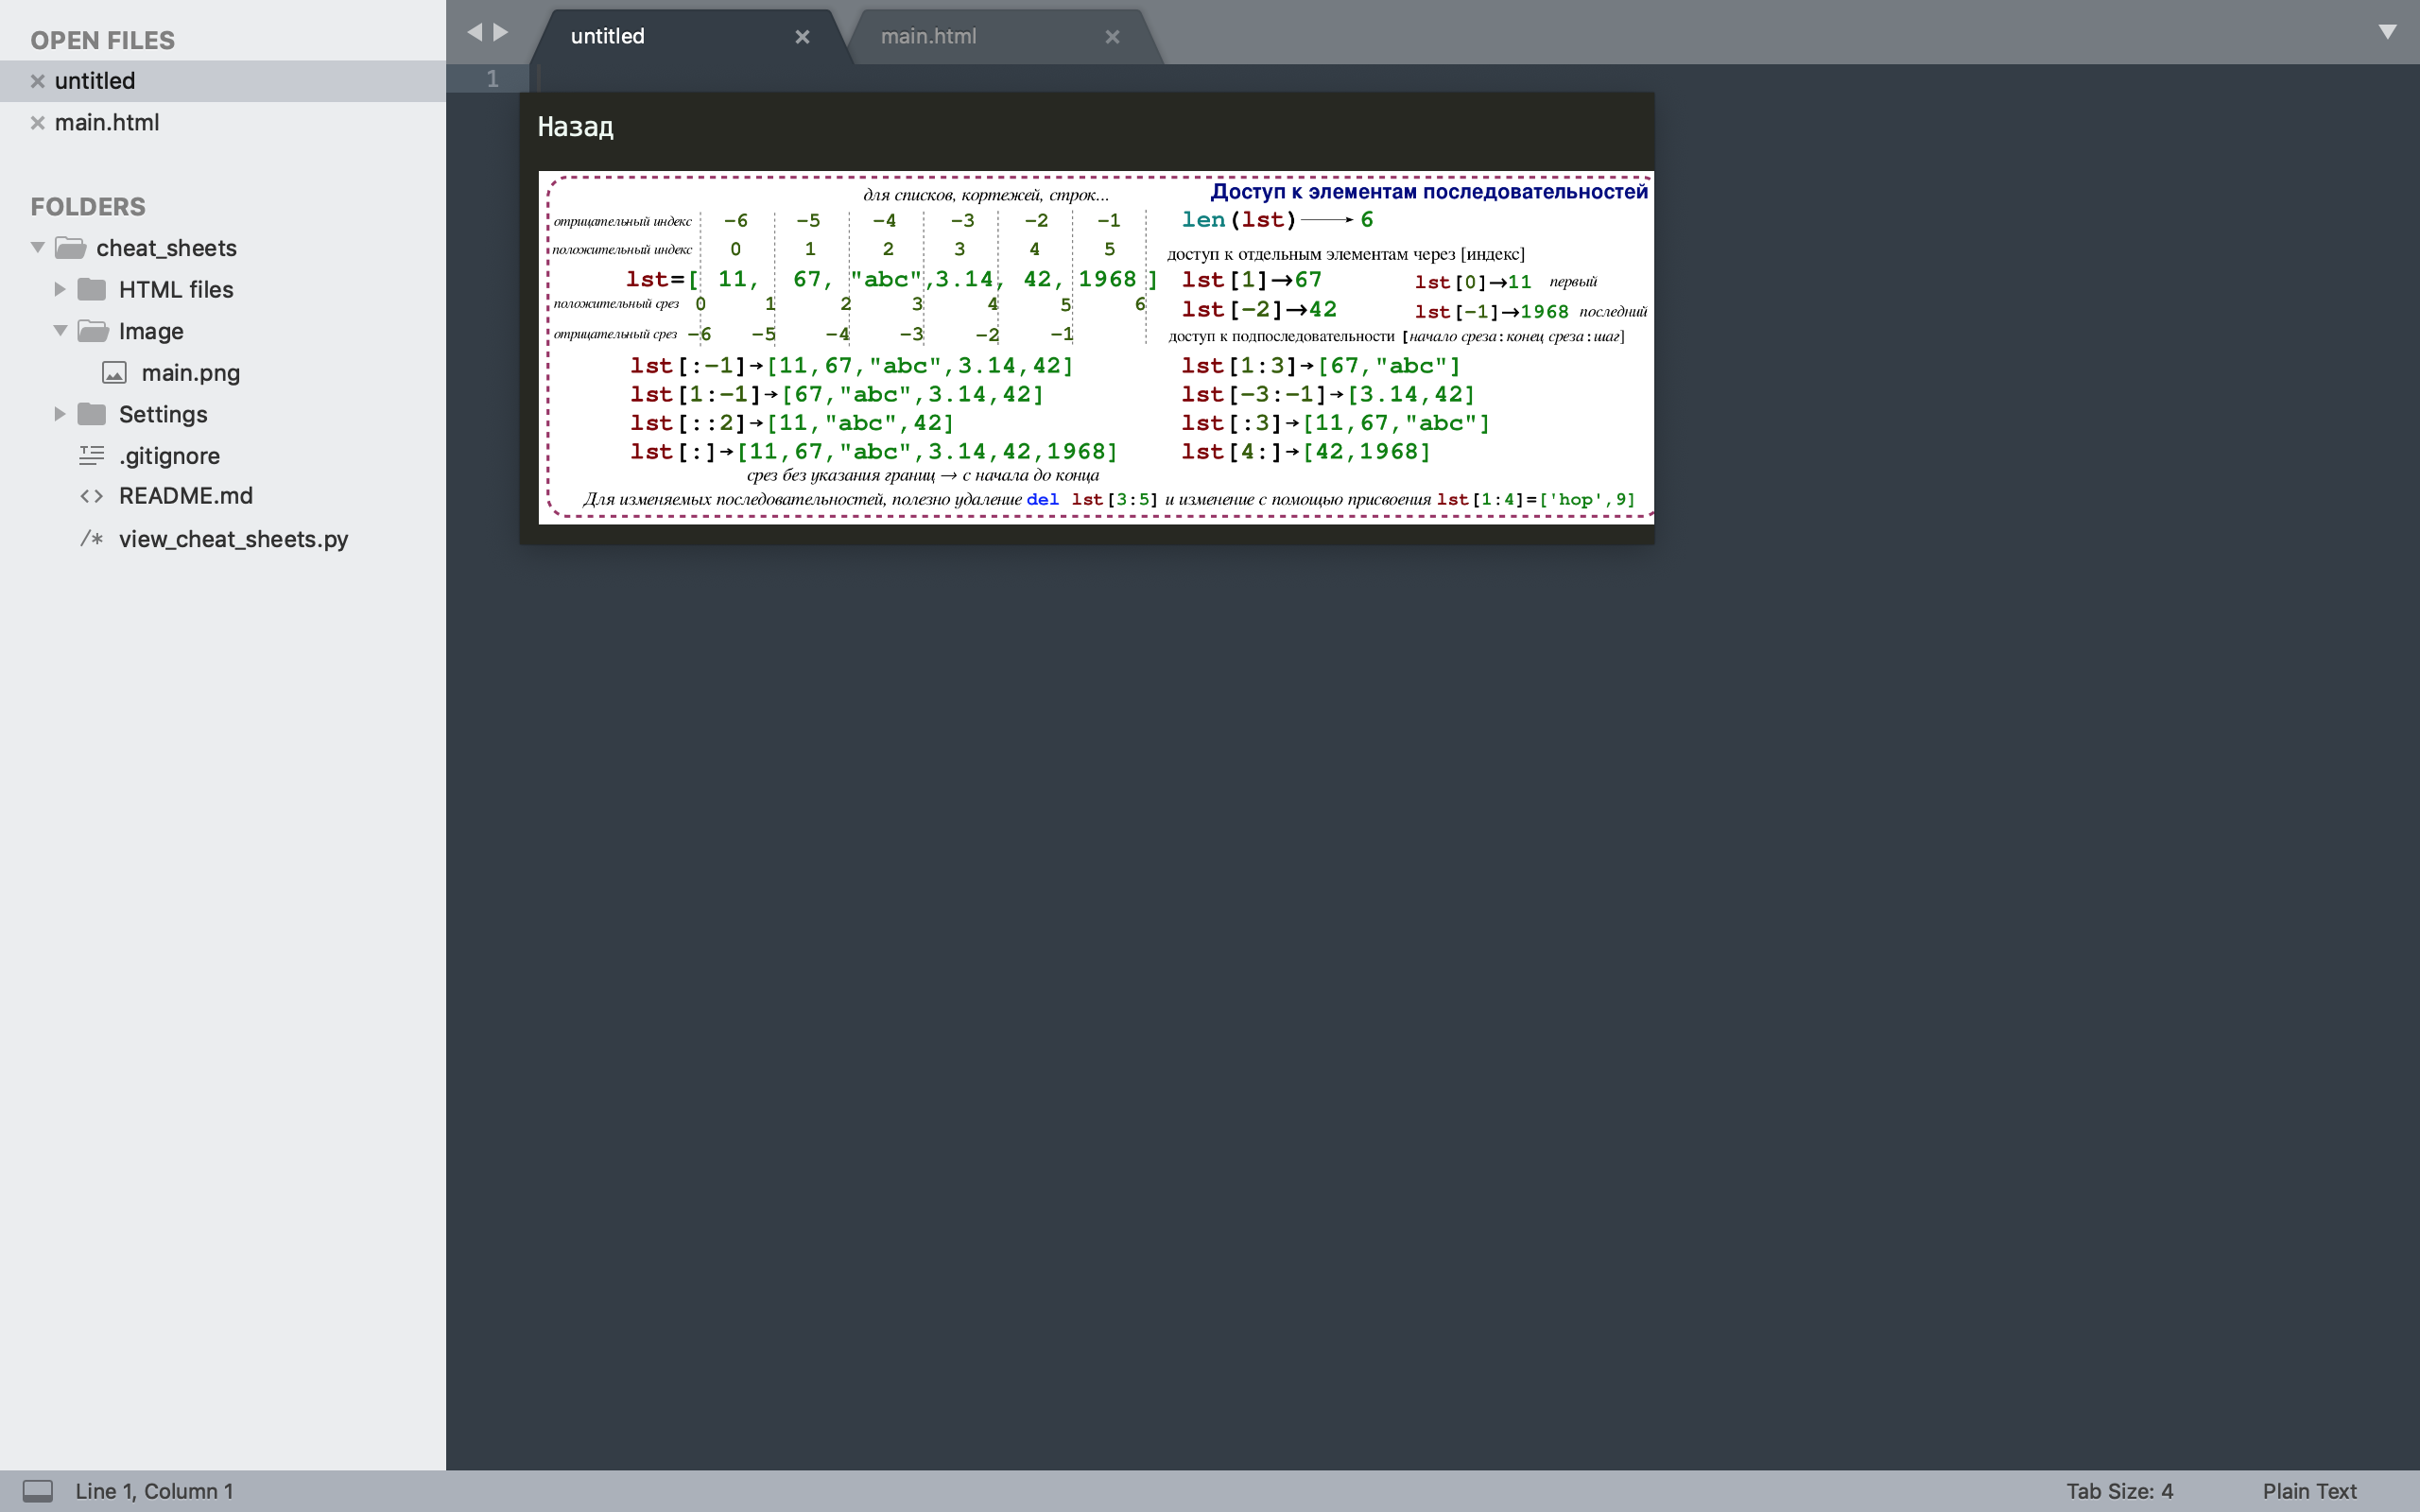 OPEN FILES
untitled
main.html
FOLDERS
cheat_sheets
HTML files
Image
main.png
Settings
.gitignore
README.md
view_cheat_sheets.py
untitled
main.html
1
Назад
для списков, кортежей, строк...
Доступ к элементам последовательностей
отрицательный индекс -6 -5 -4 -3 -2 -1
len(lst) → 6
положительный индекс 0 1 2 3 4 5
доступ к отдельным элементам через [индекс]
lst=[ 11, 67, "abc",3.14, 42, 1968 ]
lst[1]→67 lst[0]→11 первый
положительный срез 0 1 2 3 4 5 6
lst[-2]→42 lst[-1]→1968 последний
отрицательный срез -6 -5 -4 -3 -2 -1
доступ к подпоследовательности [начало среза:конец среза:шаг]
lst[:-1]→[11,67,"abc",3.14,42]
lst[1:3]→[67,"abc"]
lst[1:-1]→[67,"abc",3.14,42]
lst[-3:-1]→[3.14,42]
lst[::2]→[11,"abc",42]
lst[:3]→[11,67,"abc"]
lst[:]→[11,67,"abc",3.14,42,1968]
lst[4:]→[42,1968]
срез без указания границ → с начала до конца
Для изменяемых последовательностей, полезно удаление del lst[3:5] и изменение с помощью присвоения lst[1:4]=['hop',9]
Line 1, Column 1
Tab Size: 4
Plain Text